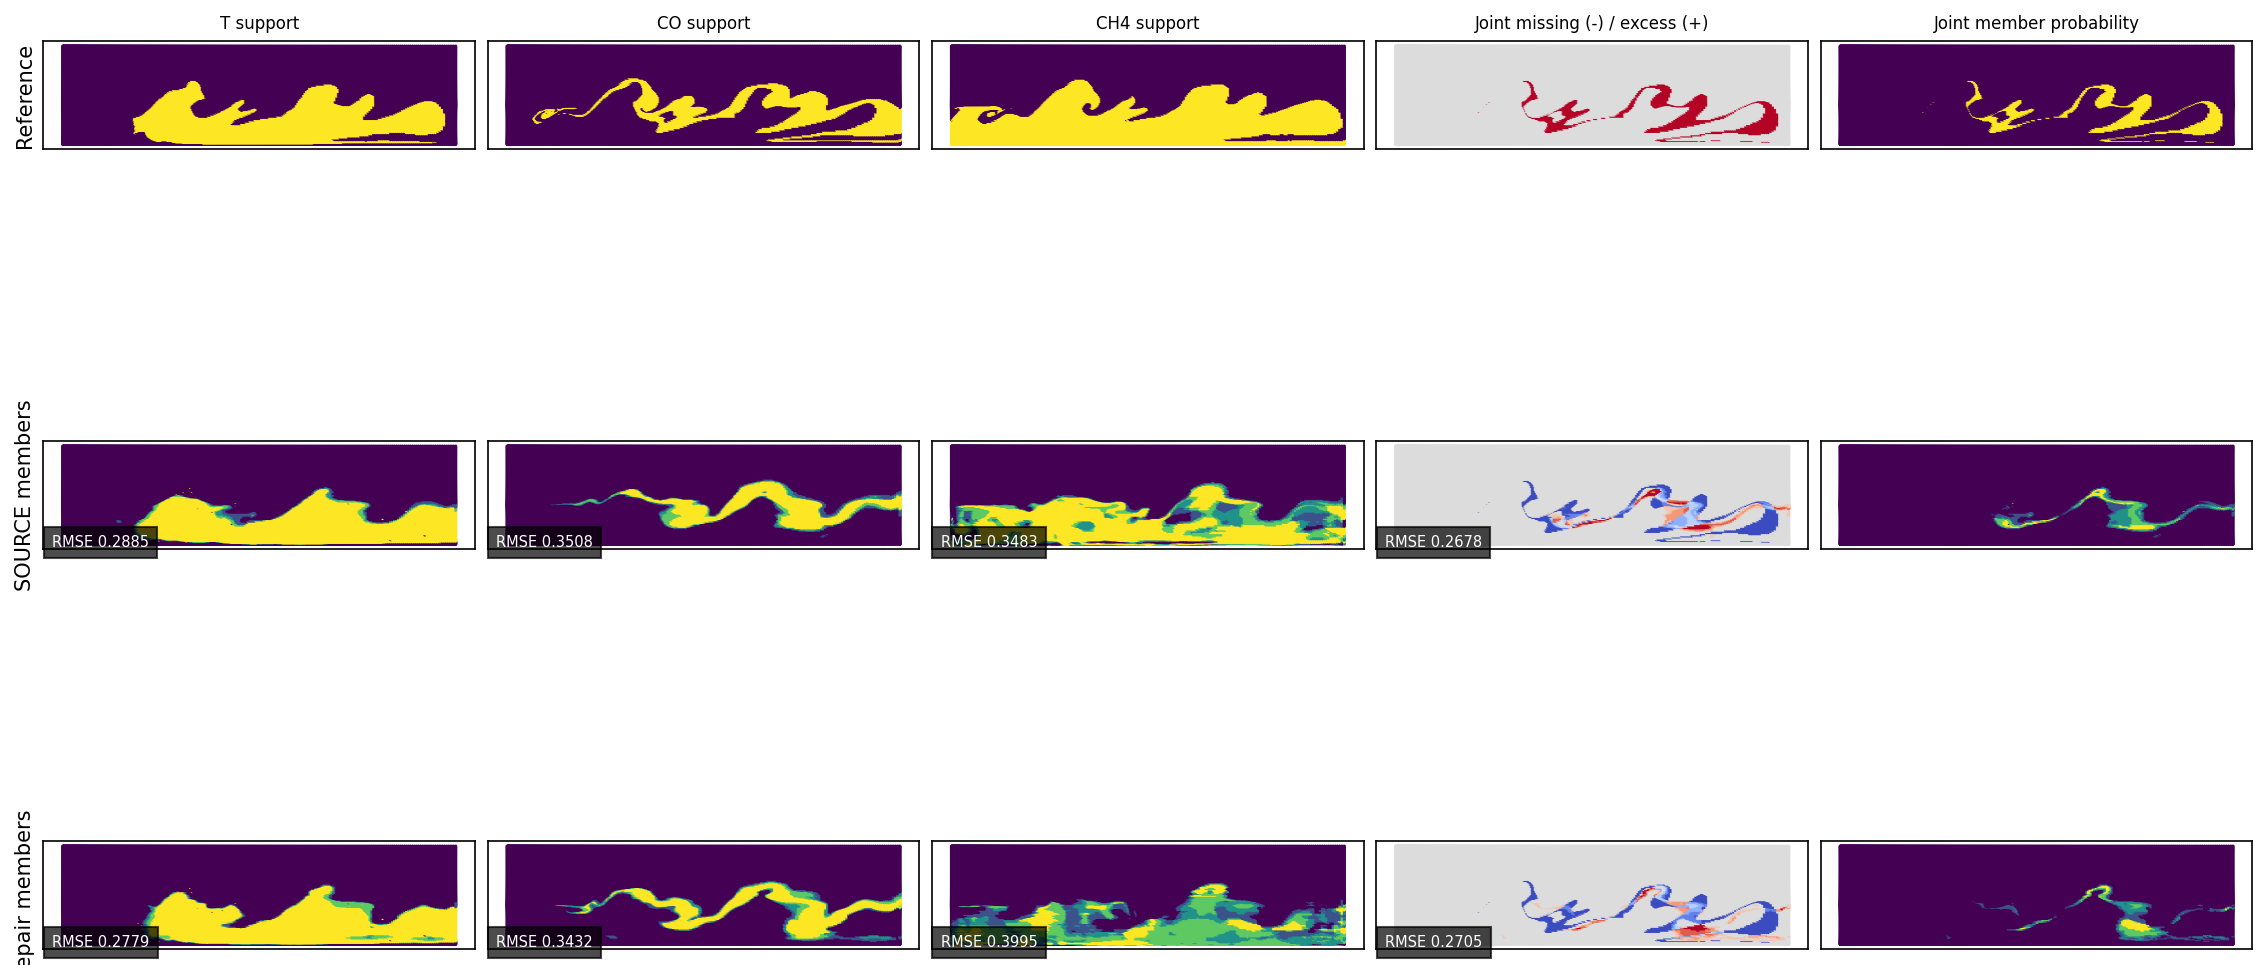 T support
CO support
CH4 support
Joint missing (-) / excess (+)
Joint member probability
Reference
SOURCE members
RMSE 0.2885
RMSE 0.3508
RMSE 0.3483
RMSE 0.2678
epair members
RMSE 0.2779
RMSE 0.3432
RMSE 0.3995
RMSE 0.2705